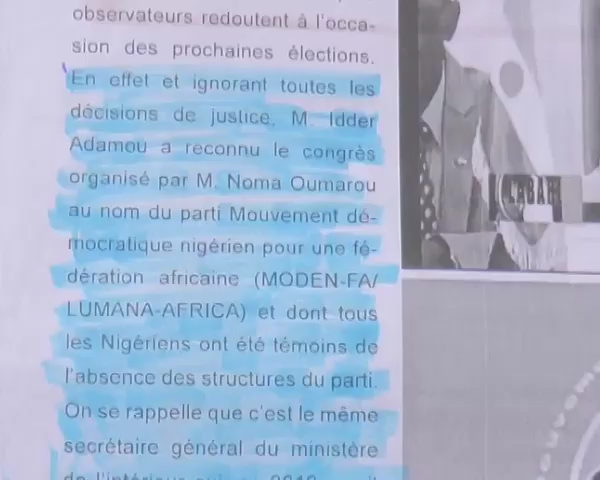 observateurs redoutent à l'occa-
sion des prochaines élections.
En effet et ignorant toutes les
décisions de justice, M. Idder
Adamou a reconnu le congrès
organisé par M. Noma Oumarou
au nom du parti Mouvement dé-
mocratique nigérien pour une fé-
dération africaine (MODEN-FA/
LUMANA-AFRICA) et dont tous
les Nigériens ont été témoins de
l'absence des structures du parti.
On se rappelle que c'est le même
secrétaire général du ministère